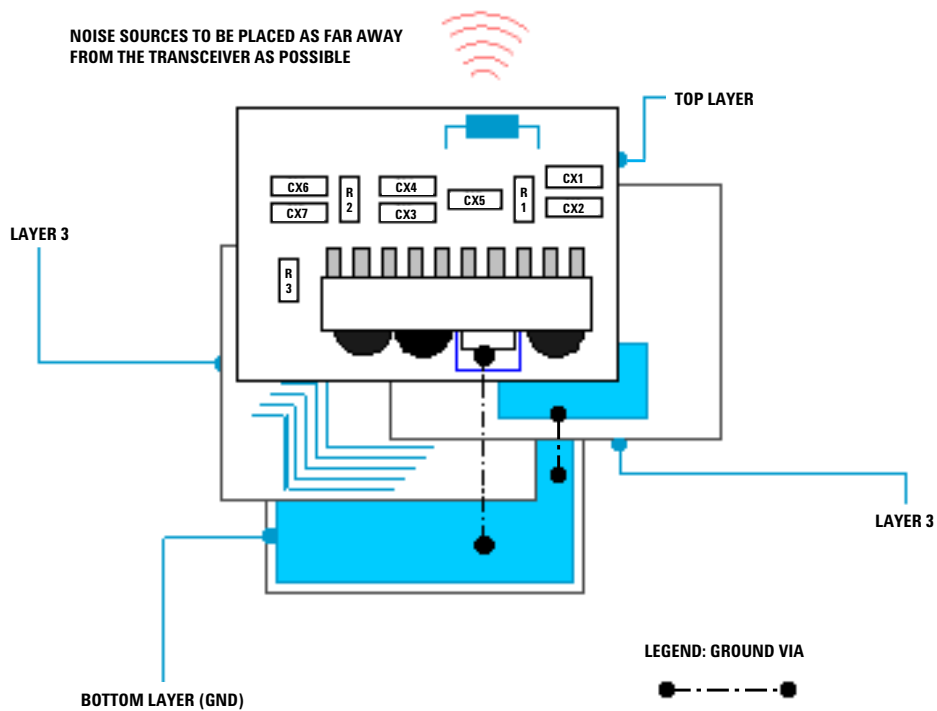 NOISE SOURCES TO BE PLACED AS FAR AWAY
FROM THE TRANSCEIVER AS POSSIBLE
TOP LAYER
CX6
CX7
R
2
CX4
CX3
CX5
R
1
CX1
CX2
LAYER 3
R
3
LAYER 3
LEGEND: GROUND VIA
BOTTOM LAYER (GND)